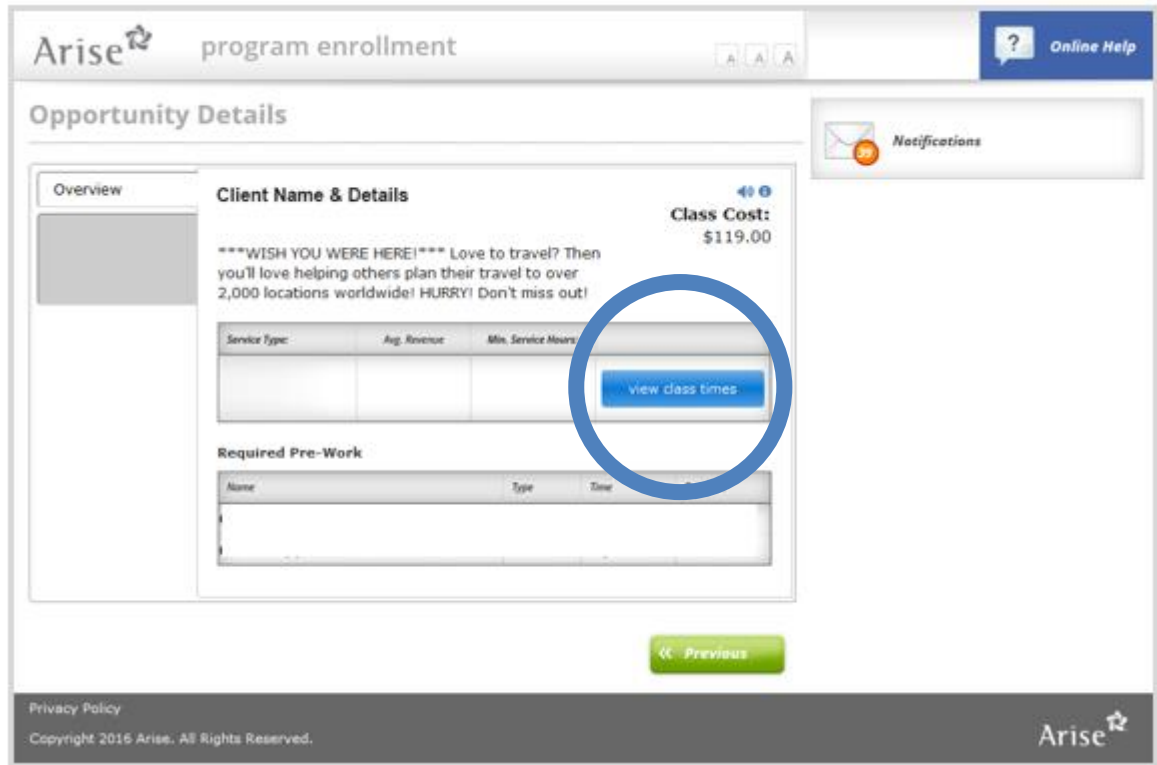 Arise program enrollment A A A ? Online Help
Opportunity Details
Notifications
39
Overview
Client Name & Details
Class Cost:
$119.00
***WISH YOU WERE HERE!*** Love to travel? Then
you'll love helping others plan their travel to over
2,000 locations worldwide! HURRY! Don't miss out!
Service Type: Avg. Revenue Min. Service Hours:
view class times
Required Pre-Work
Name Type Time
« Previous
Privacy Policy
Copyright 2016 Arise. All Rights Reserved.
Arise